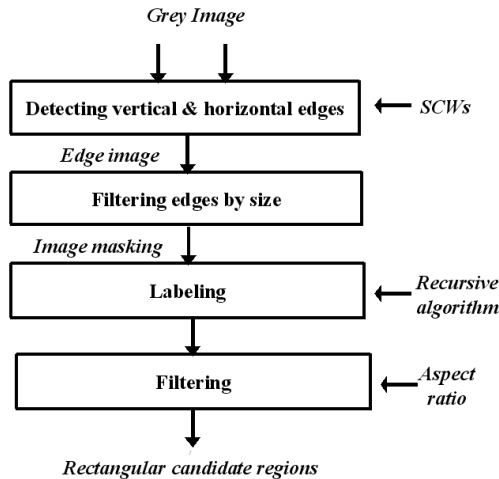 Grey Image
Detecting vertical & horizontal edges
SCWs
Edge image
Filtering edges by size
Image masking
Labeling
Recursive
algorithm
Filtering
Aspect
ratio
Rectangular candidate regions